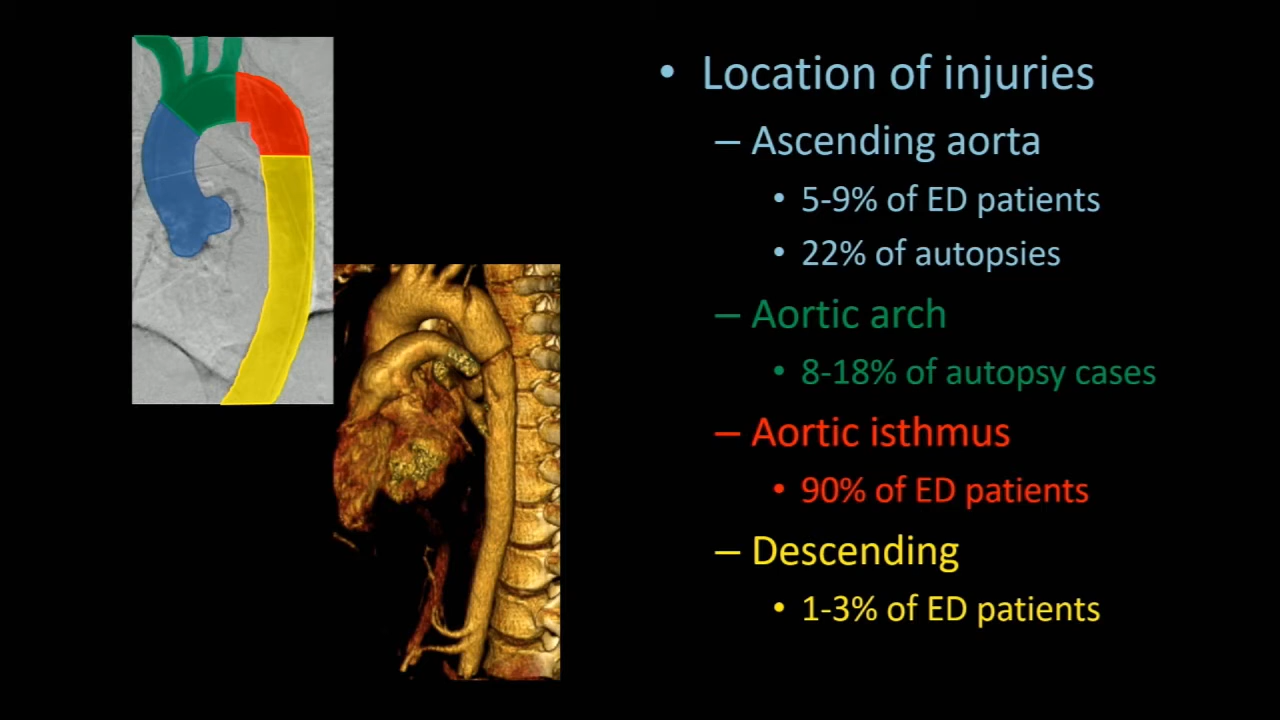 • Location of injuries
– Ascending aorta
• 5-9% of ED patients
• 22% of autopsies
– Aortic arch
• 8-18% of autopsy cases
– Aortic isthmus
• 90% of ED patients
– Descending
• 1-3% of ED patients